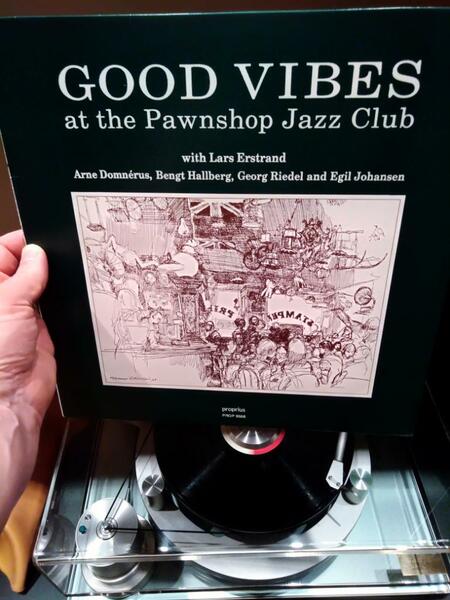 GOOD VIBES
at the Pawnshop Jazz Club
with Lars Erstrand
Arne Domnérus, Bengt Hallberg, Georg Riedel and Egil Johansen
STAMPEN
proprius